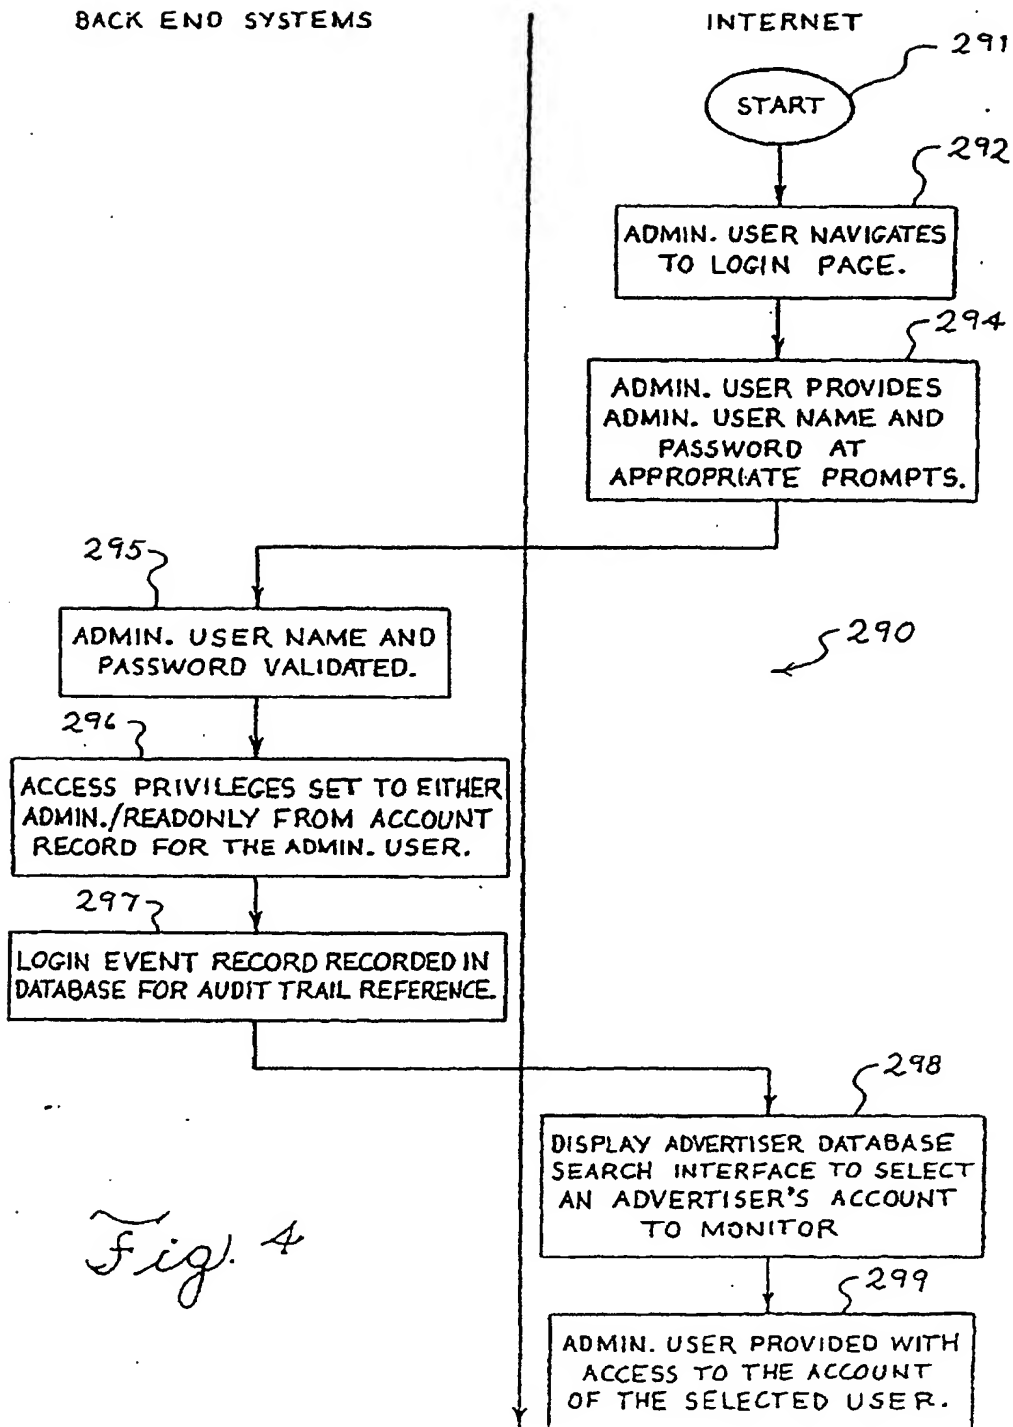 BACK END SYSTEMS
INTERNET
291
START
292
ADMIN. USER NAVIGATES
TO LOGIN PAGE.
294
ADMIN. USER PROVIDES
ADMIN. USER NAME AND
PASSWORD AT
APPROPRIATE PROMPTS.
295
ADMIN. USER NAME AND
PASSWORD VALIDATED.
290
296
ACCESS PRIVILEGES SET TO EITHER
ADMIN./READONLY FROM ACCOUNT
RECORD FOR THE ADMIN. USER.
297
LOGIN EVENT RECORD RECORDED IN
DATABASE FOR AUDIT TRAIL REFERENCE.
298
DISPLAY ADVERTISER DATABASE
SEARCH INTERFACE TO SELECT
AN ADVERTISER'S ACCOUNT
TO MONITOR
Fig. 4
299
ADMIN. USER PROVIDED WITH
ACCESS TO THE ACCOUNT
OF THE SELECTED USER.